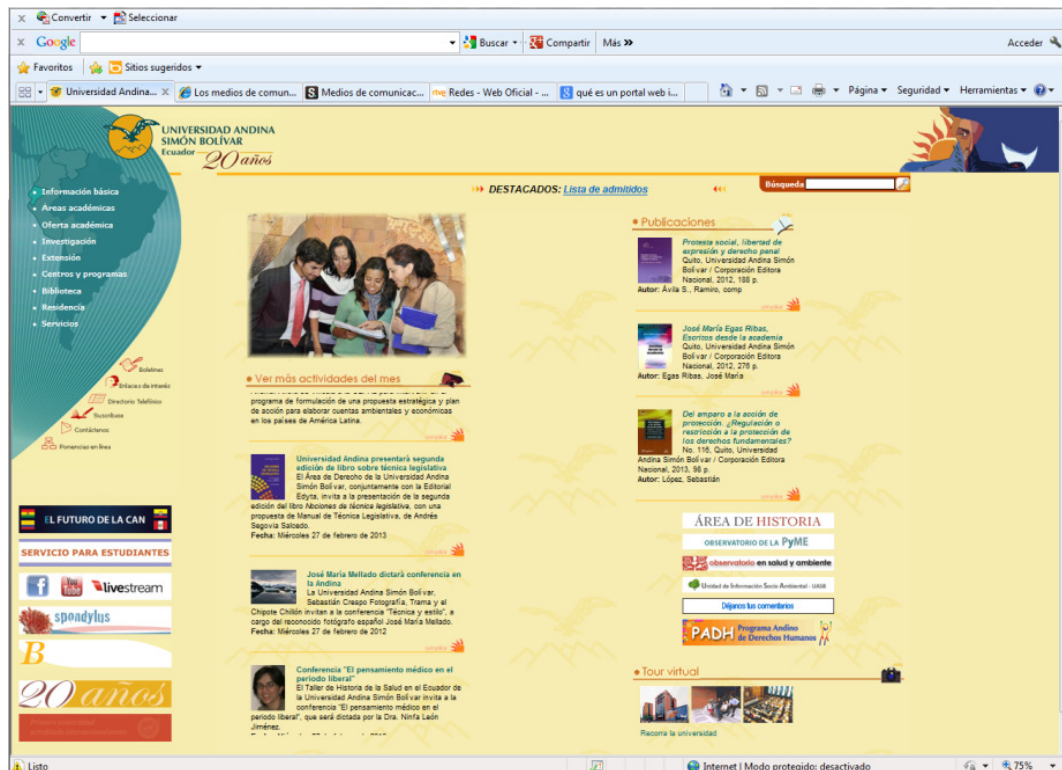 Convertir Seleccionar
Google Buscar Compartir Más Acceder
Favoritos Sitios sugeridos
Universidad Andina... Los medios de comun... Medios de comunicac... rtve Redes - Web Oficial - ... qué es un portal web i... Página Seguridad Herramientas
UNIVERSIDAD ANDINA
SIMÓN BOLÍVAR
Ecuador
20 años
DESTACADOS: Lista de admitidos
Búsqueda
Información básica
Áreas académicas
Oferta académica
Investigación
Extensión
Centros y programas
Biblioteca
Residencia
Servicios
Boletines
Enlaces de interés
Directorio Telefónico
Suscríbase
Contáctenos
Ponencias en línea
EL FUTURO DE LA CAN
SERVICIO PARA ESTUDIANTES
f You Tube livestream
spondylus
B
20 años
Ver más actividades del mes
programa de formulación de una propuesta estratégica y plan
de acción para elaborar cuentas ambientales y económicas
en los países de América Latina.
Universidad Andina presentará segunda
edición de libro sobre técnica legislativa
El Área de Derecho de la Universidad Andina
Simón Bolívar, conjuntamente con la Editorial
Edyta, invita a la presentación de la segunda
edición del libro Nociones de técnica legislativa, con una
propuesta de Manual de Técnica Legislativa, de Andrés
Segovia Salcedo.
Fecha: Miércoles 27 de febrero de 2013
José María Mellado dictará conferencia en
la Andina
La Universidad Andina Simón Bolívar,
Sebastián Crespo Fotografía, Trama y el
Chipote Chillón invitan a la conferencia "Técnica y estilo", a
cargo del reconocido fotógrafo español José María Mellado.
Fecha: Miércoles 27 de febrero de 2012
Conferencia "El pensamiento médico en el
periodo liberal"
El Taller de Historia de la Salud en el Ecuador de
la Universidad Andina Simón Bolívar invita a la
conferencia "El pensamiento médico en el
periodo liberal", que será dictada por la Dra. Ninfa León
Jiménez.
Publicaciones
Protesta social, libertad de
expresión y derecho penal
Quito, Universidad Andina Simón
Bolívar / Corporación Editora
Nacional, 2012, 188 p.
Autor: Ávila S., Ramiro, comp
José María Egas Ribas,
Escritos desde la academia
Quito, Universidad Andina Simón
Bolívar / Corporación Editora
Nacional, 2012, 276 p.
Autor: Egas Ribas, José María
Del amparo a la acción de
protección. ¿Regulación o
restricción a la protección de
los derechos fundamentales?
No. 116, Quito, Universidad
Andina Simón Bolívar / Corporación Editora
Nacional, 2013, 98 p.
Autor: López, Sebastián
ÁREA DE HISTORIA
OBSERVATORIO DE LA PyME
observatorio en salud y ambiente
Unidad de Información Socio Ambiental - UASB
Déjanos tus comentarios
PADH Programa Andino
de Derechos Humanos
Tour virtual
Recorra la universidad
Listo Internet | Modo protegido: desactivado 75%